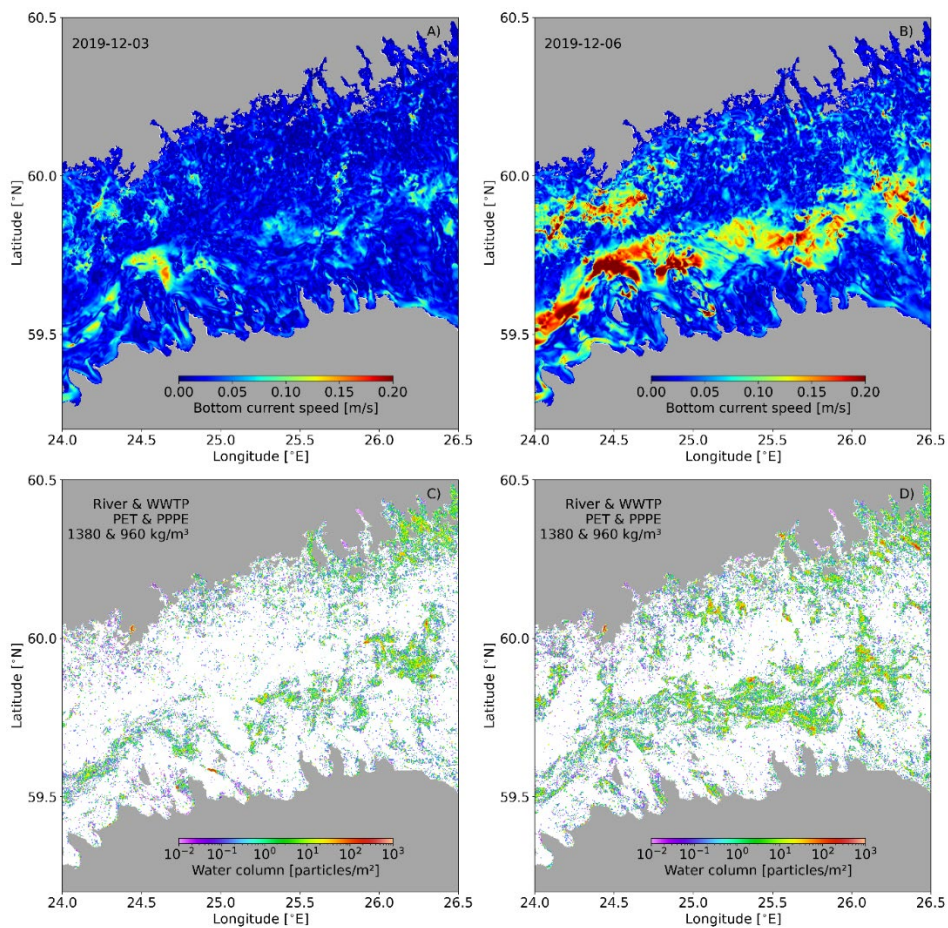 60.5
60.0
59.5
Latitude [°N]
2019-12-03
A)
0.00 0.05 0.10 0.15 0.20
Bottom current speed [m/s]
24.0 24.5 25.0 25.5 26.0 26.5
Longitude [°E]
60.5
60.0
59.5
Latitude [°N]
2019-12-06
B)
0.00 0.05 0.10 0.15 0.20
Bottom current speed [m/s]
24.0 24.5 25.0 25.5 26.0 26.5
Longitude [°E]
60.5
60.0
59.5
Latitude [°N]
River & WWTP
PET & PPPE
1380 & 960 kg/m³
C)
10⁻² 10⁻¹ 10⁰ 10¹ 10² 10³
Water column [particles/m²]
24.0 24.5 25.0 25.5 26.0 26.5
Longitude [°E]
60.5
60.0
59.5
Latitude [°N]
River & WWTP
PET & PPPE
1380 & 960 kg/m³
D)
10⁻² 10⁻¹ 10⁰ 10¹ 10² 10³
Water column [particles/m²]
24.0 24.5 25.0 25.5 26.0 26.5
Longitude [°E]